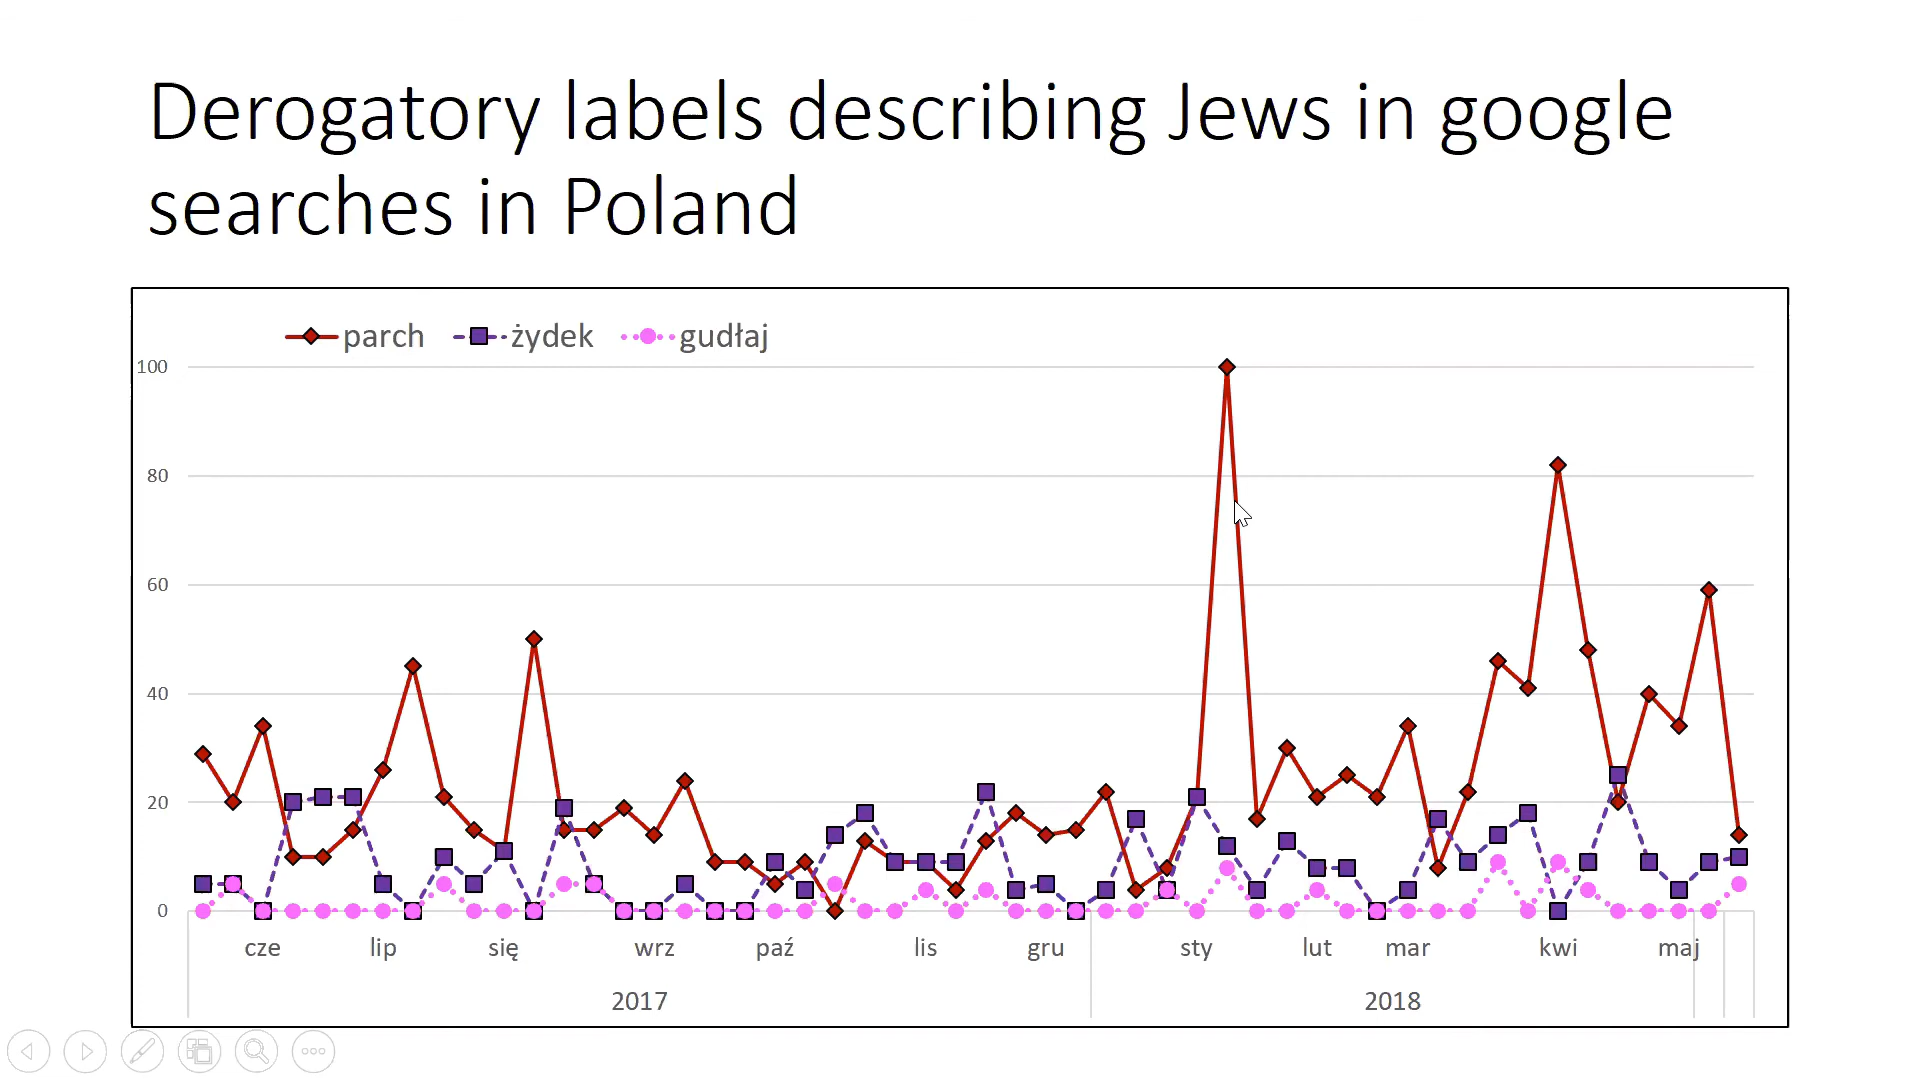 Derogatory labels describing Jews in google
searches in Poland
parch żydek gudłaj
100
80
60
40
20
0
cze lip się wrz paź lis gru sty lut mar kwi maj
2017 2018